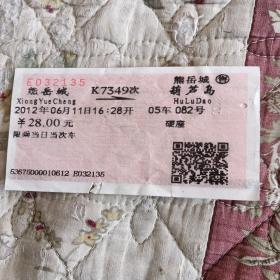 E032135 熊岳城 ㊕
熊岳城 K7349次 葫芦岛
XiongYueCheng HuLuDao
2012年06月11日16:28开 05车 082号
￥28.00元 硬座
限乘当日当次车
53675000010612 E032135